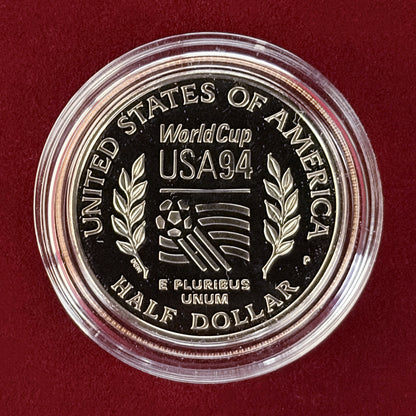 UNITED STATES OF AMERICA
WorldCup
USA94
E PLURIBUS
UNUM
HALF DOLLAR
P